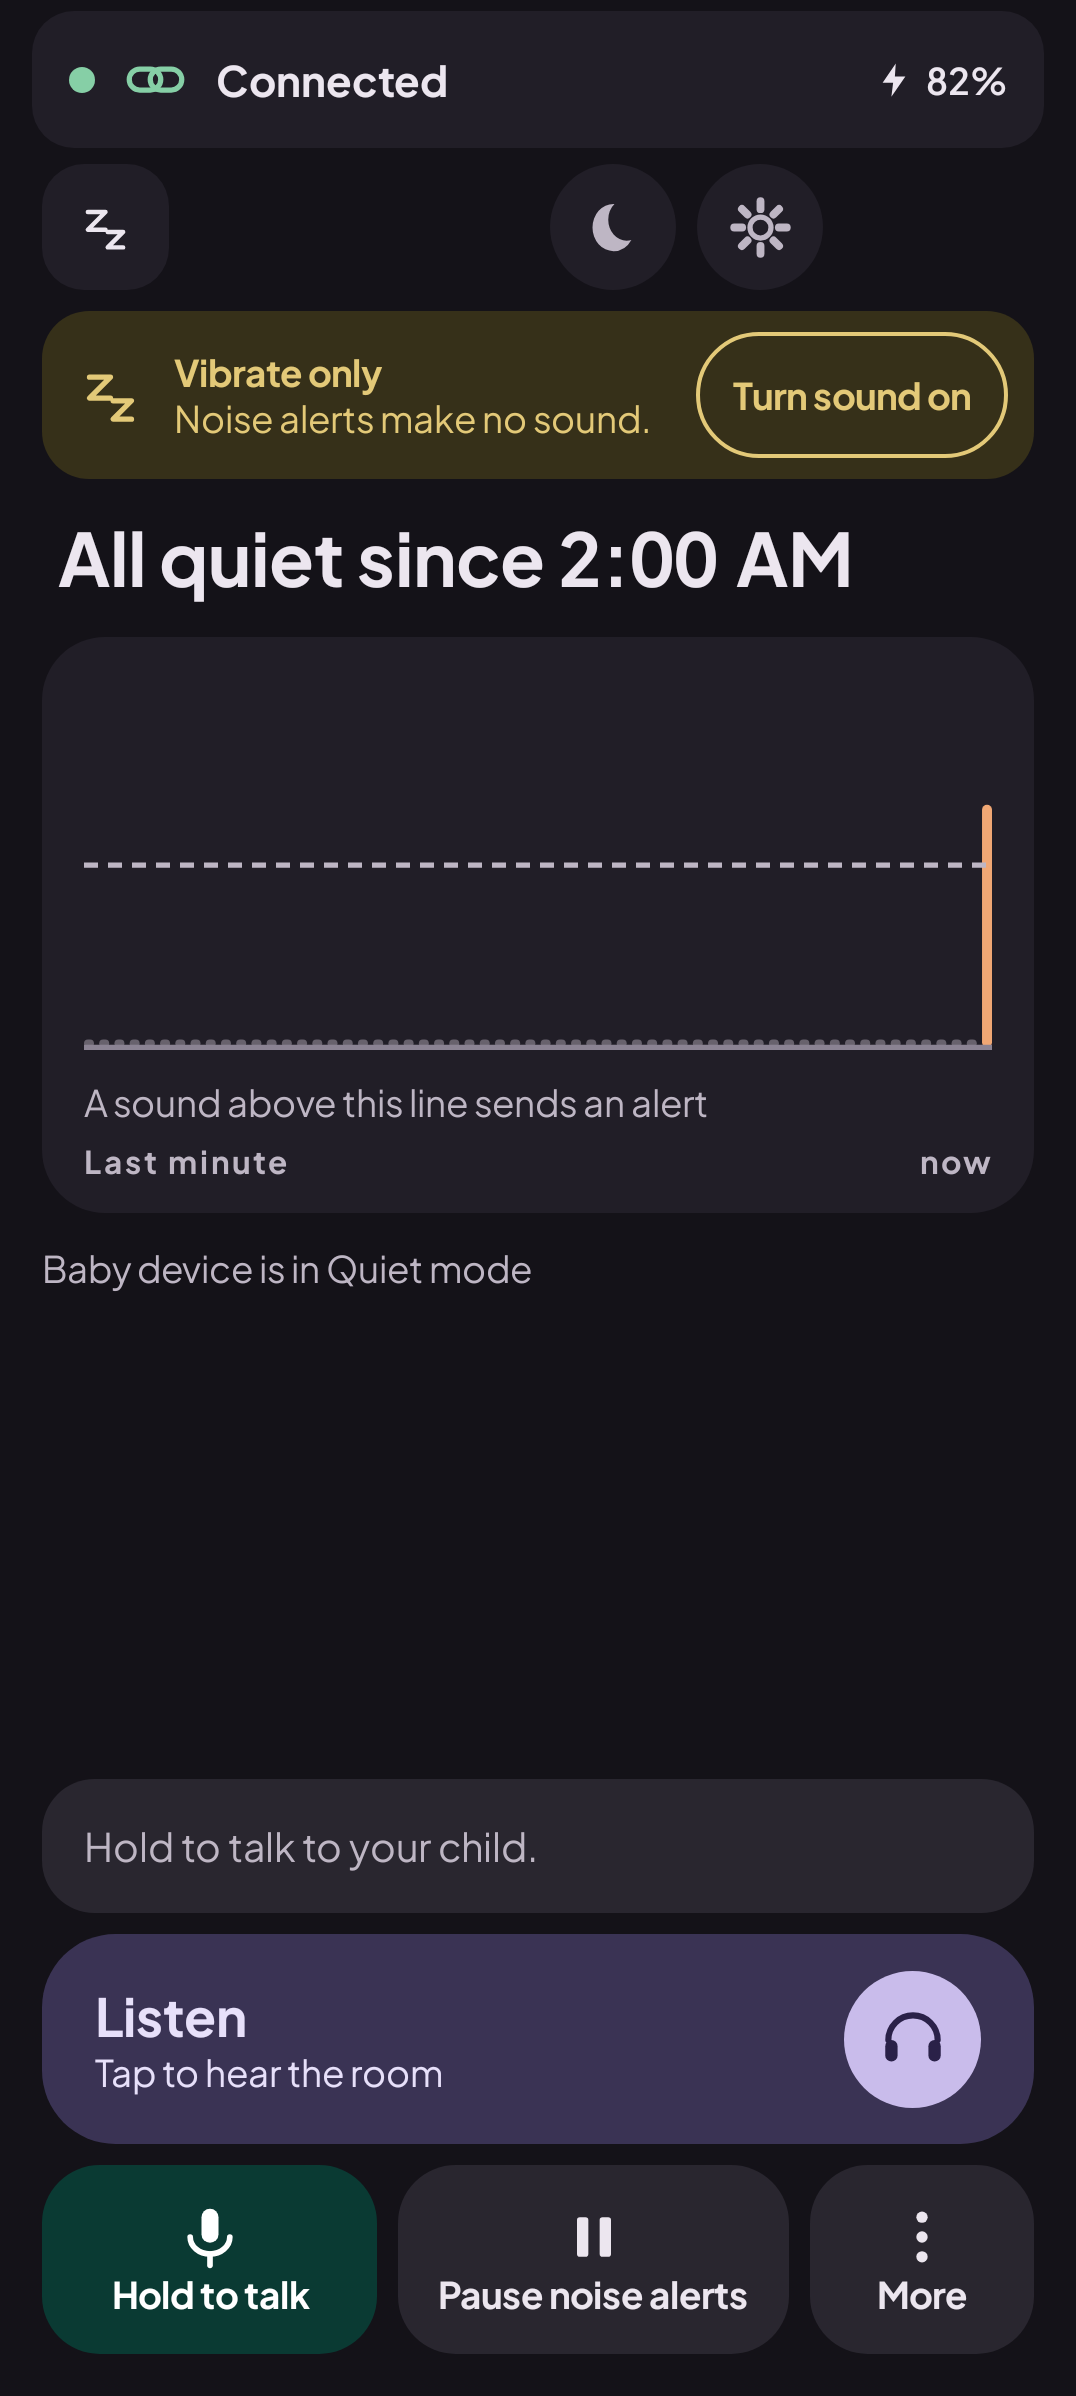 Connected
82%
Vibrate only
Noise alerts make no sound.
Turn sound on
All quiet since 2:00 AM
A sound above this line sends an alert
Last minute
now
Baby device is in Quiet mode
Hold to talk to your child.
Listen
Tap to hear the room
Hold to talk
Pause noise alerts
More